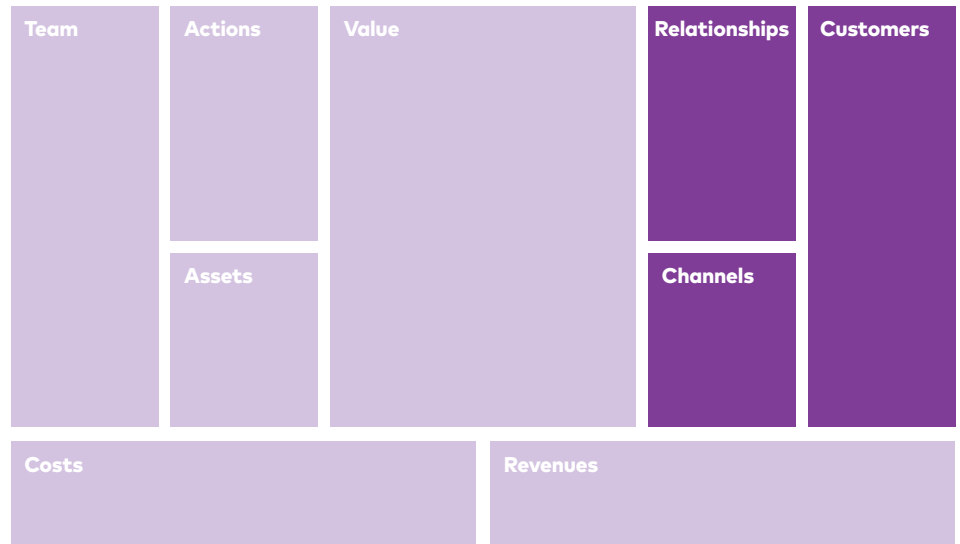 Team
Actions
Value
Relationships
Customers
Assets
Channels
Costs
Revenues